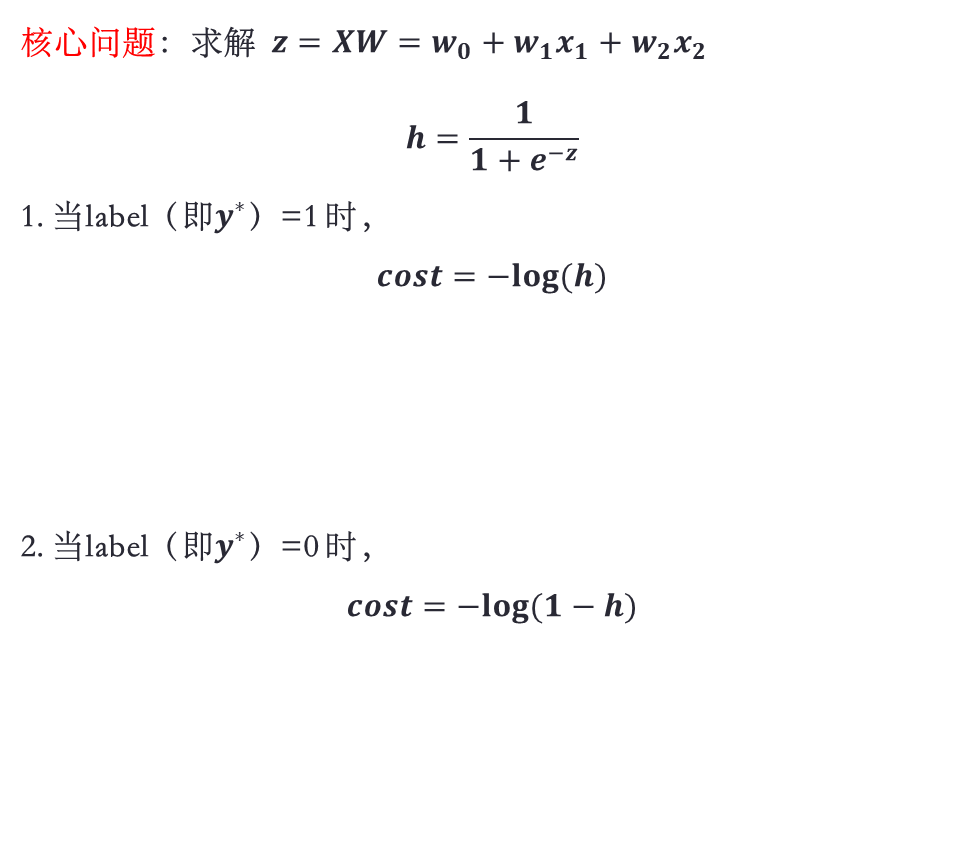 核心问题：求解 z = XW = w₀ + w₁x₁ + w₂x₂
h = 1 / (1 + e^{-z})
1. 当label（即y*）=1 时，
cost = −log(h)
2. 当label（即y*）=0 时，
cost = −log(1 − h)